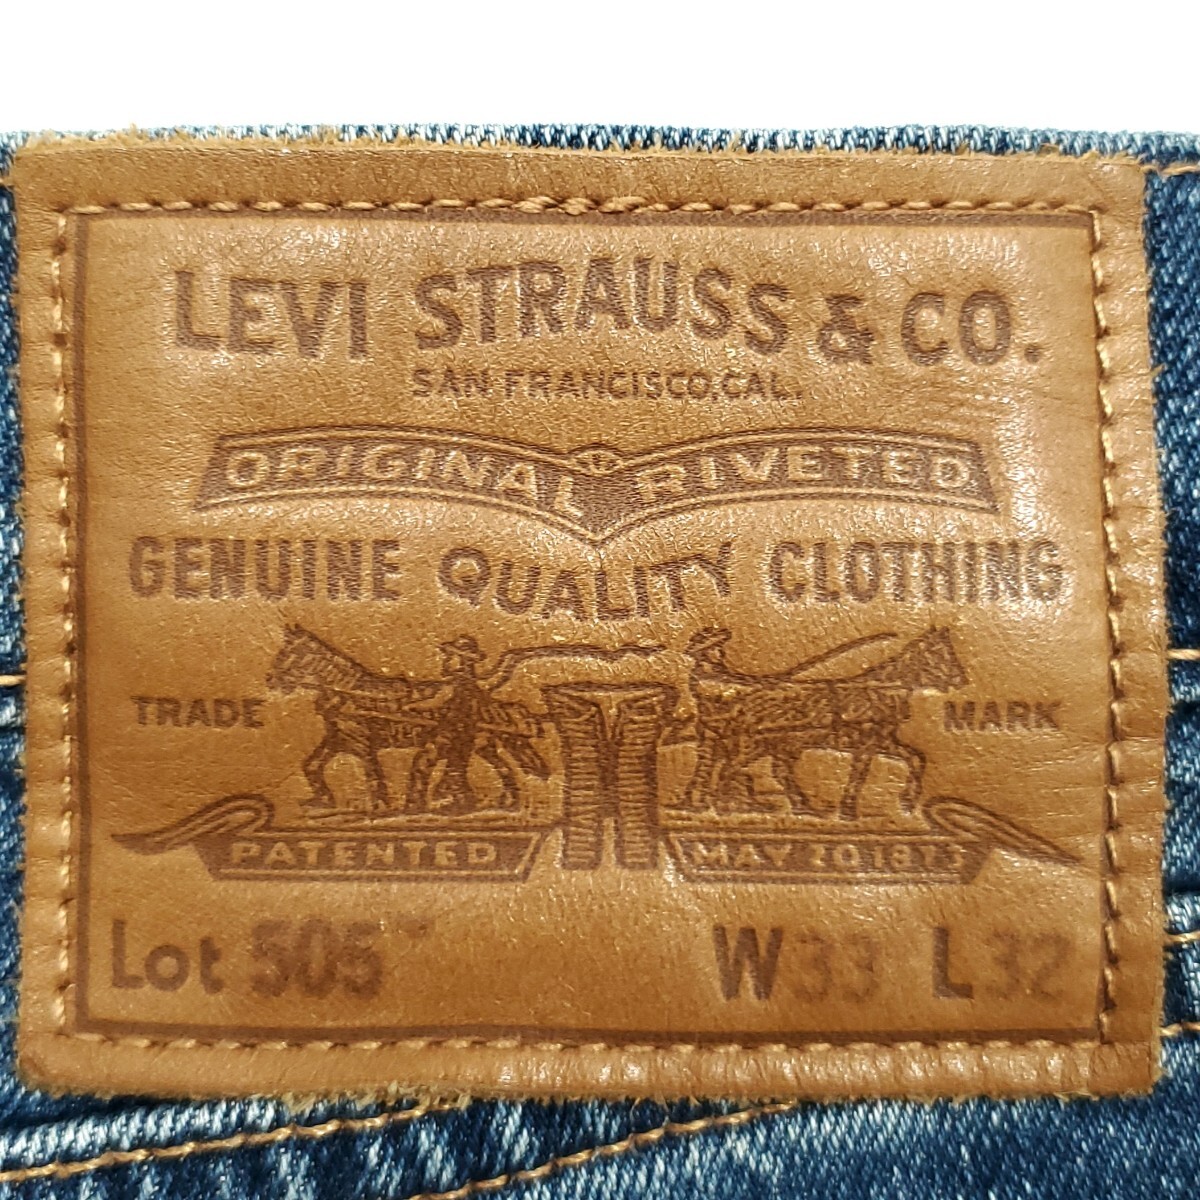 LEVI STRAUSS & CO.
SAN FRANCISCO, CAL.
ORIGINAL RIVETED
GENUINE QUALITY CLOTHING
TRADE MARK
PATENTED MAY 20 1873
Lot 505™ W33 L32